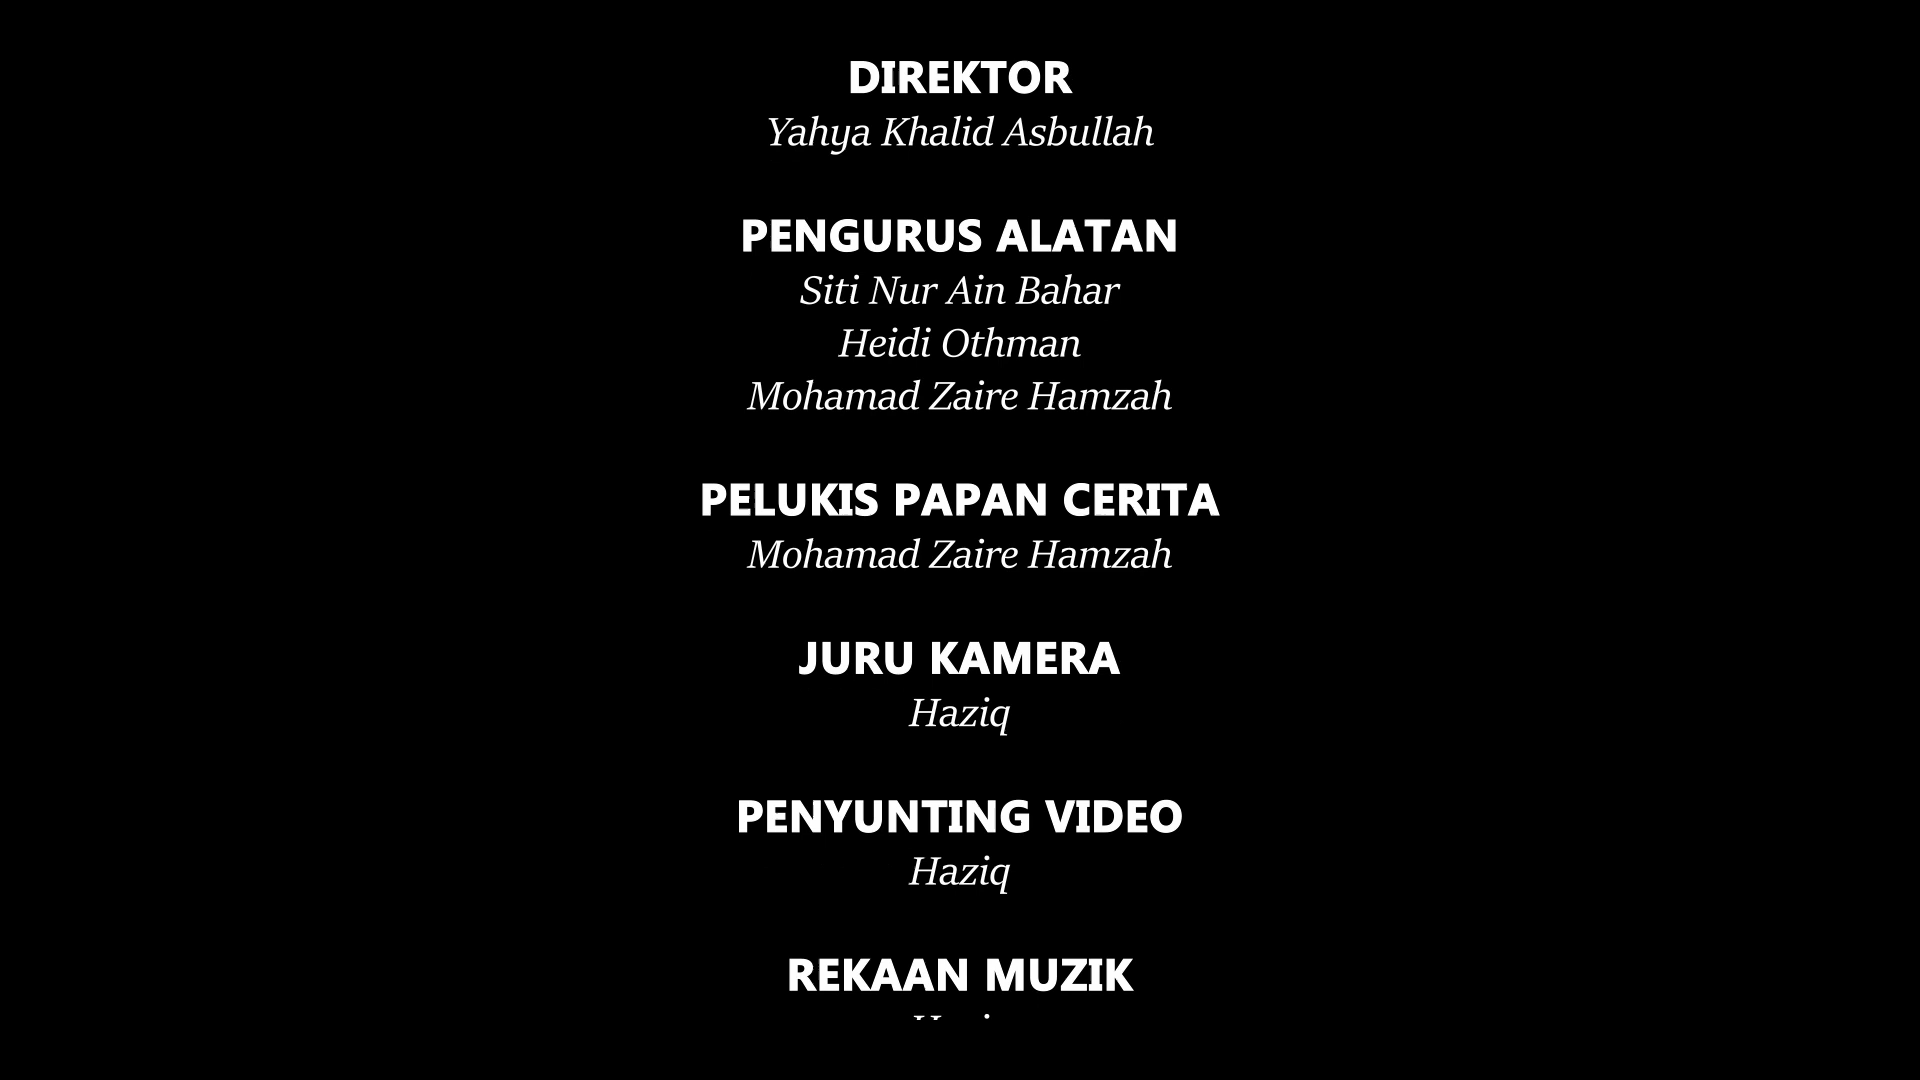 DIREKTOR
Yahya Khalid Asbullah
PENGURUS ALATAN
Siti Nur Ain Bahar
Heidi Othman
Mohamad Zaire Hamzah
PELUKIS PAPAN CERITA
Mohamad Zaire Hamzah
JURU KAMERA
Haziq
PENYUNTING VIDEO
Haziq
REKAAN MUZIK